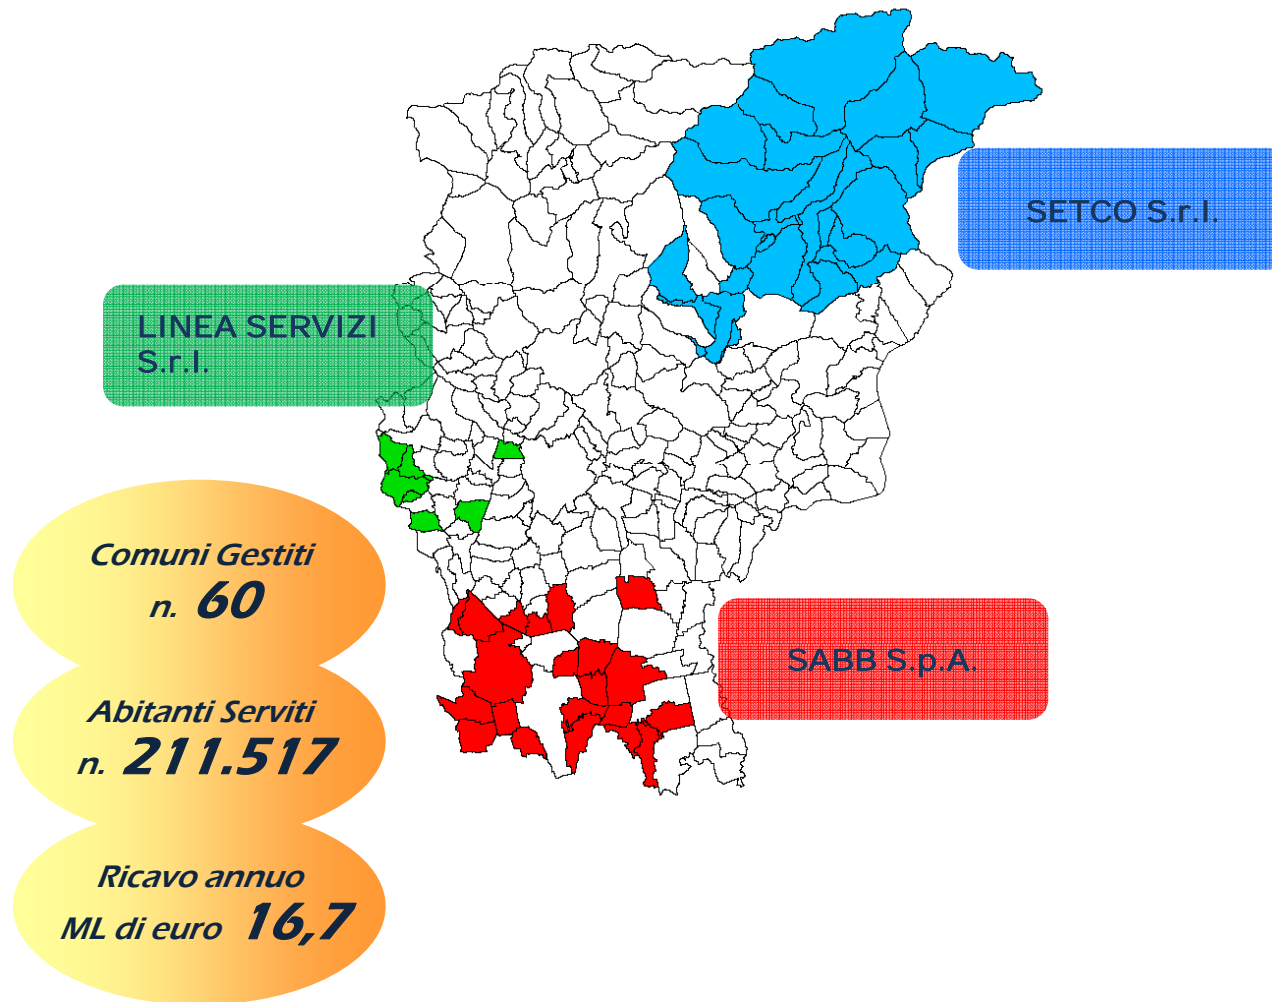 SETCO S.r.l.
LINEA SERVIZI
S.r.l.
Comuni Gestiti
n. 60
SABB S.p.A.
Abitanti Serviti
n. 211.517
Ricavo annuo
ML di euro 16,7